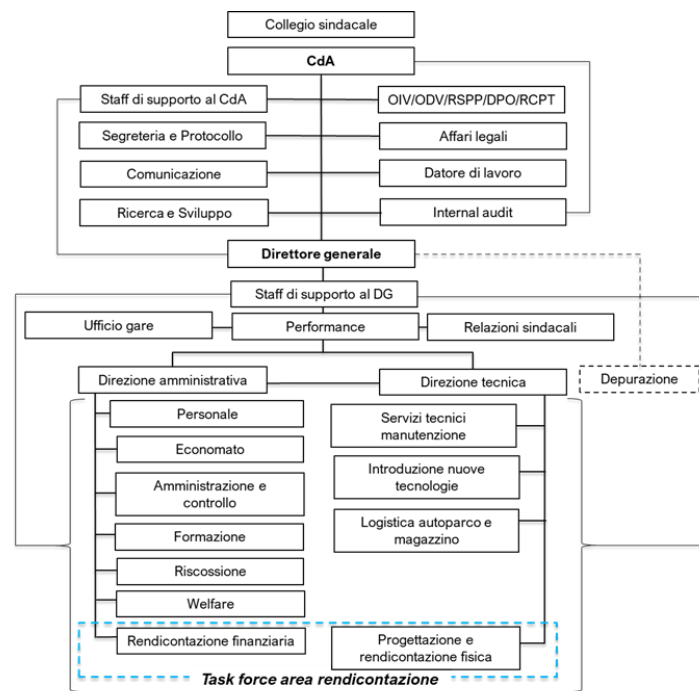 Collegio sindacale
CdA
Staff di supporto al CdA
OIV/ODV/RSPP/DPO/RCPT
Segreteria e Protocollo
Affari legali
Comunicazione
Datore di lavoro
Ricerca e Sviluppo
Internal audit
Direttore generale
Staff di supporto al DG
Ufficio gare
Performance
Relazioni sindacali
Direzione amministrativa
Direzione tecnica
Depurazione
Personale
Servizi tecnici
manutenzione
Economato
Introduzione nuove
tecnologie
Amministrazione e
controllo
Logistica autoparco e
magazzino
Formazione
Riscossione
Welfare
Rendicontazione finanziaria
Progettazione e
rendicontazione fisica
Task force area rendicontazione